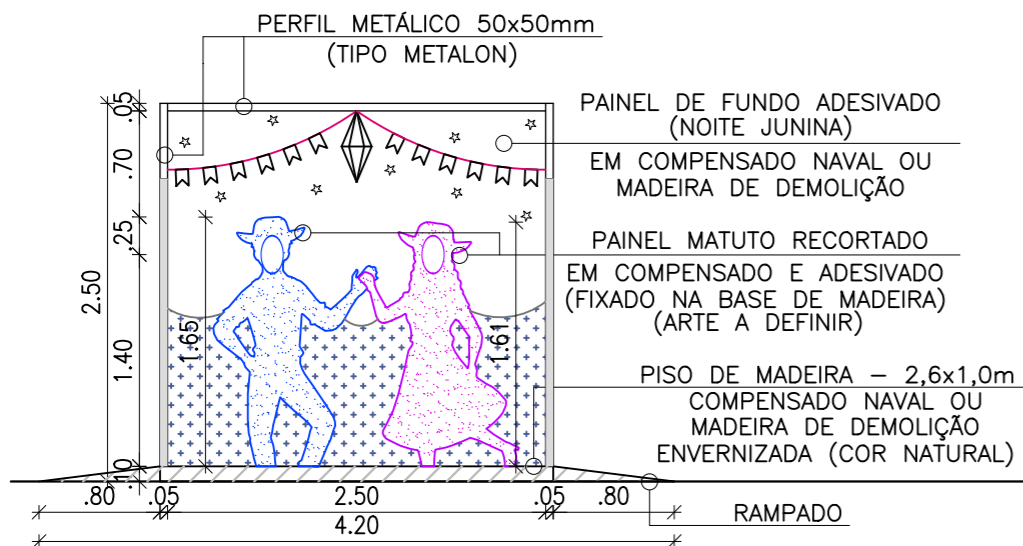 PERFIL METÁLICO 50x50mm
(TIPO METALON)
PAINEL DE FUNDO ADESIVADO
(NOITE JUNINA)
EM COMPENSADO NAVAL OU
MADEIRA DE DEMOLIÇÃO
PAINEL MATUTO RECORTADO
EM COMPENSADO E ADESIVADO
(FIXADO NA BASE DE MADEIRA)
(ARTE A DEFINIR)
PISO DE MADEIRA – 2,6x1,0m
COMPENSADO NAVAL OU
MADEIRA DE DEMOLIÇÃO
ENVERNIZADA (COR NATURAL)
RAMPADO
.05
.70
.25
2.50
1.40
.10
1.65
1.61
.80 .05 2.50 .05 .80
4.20